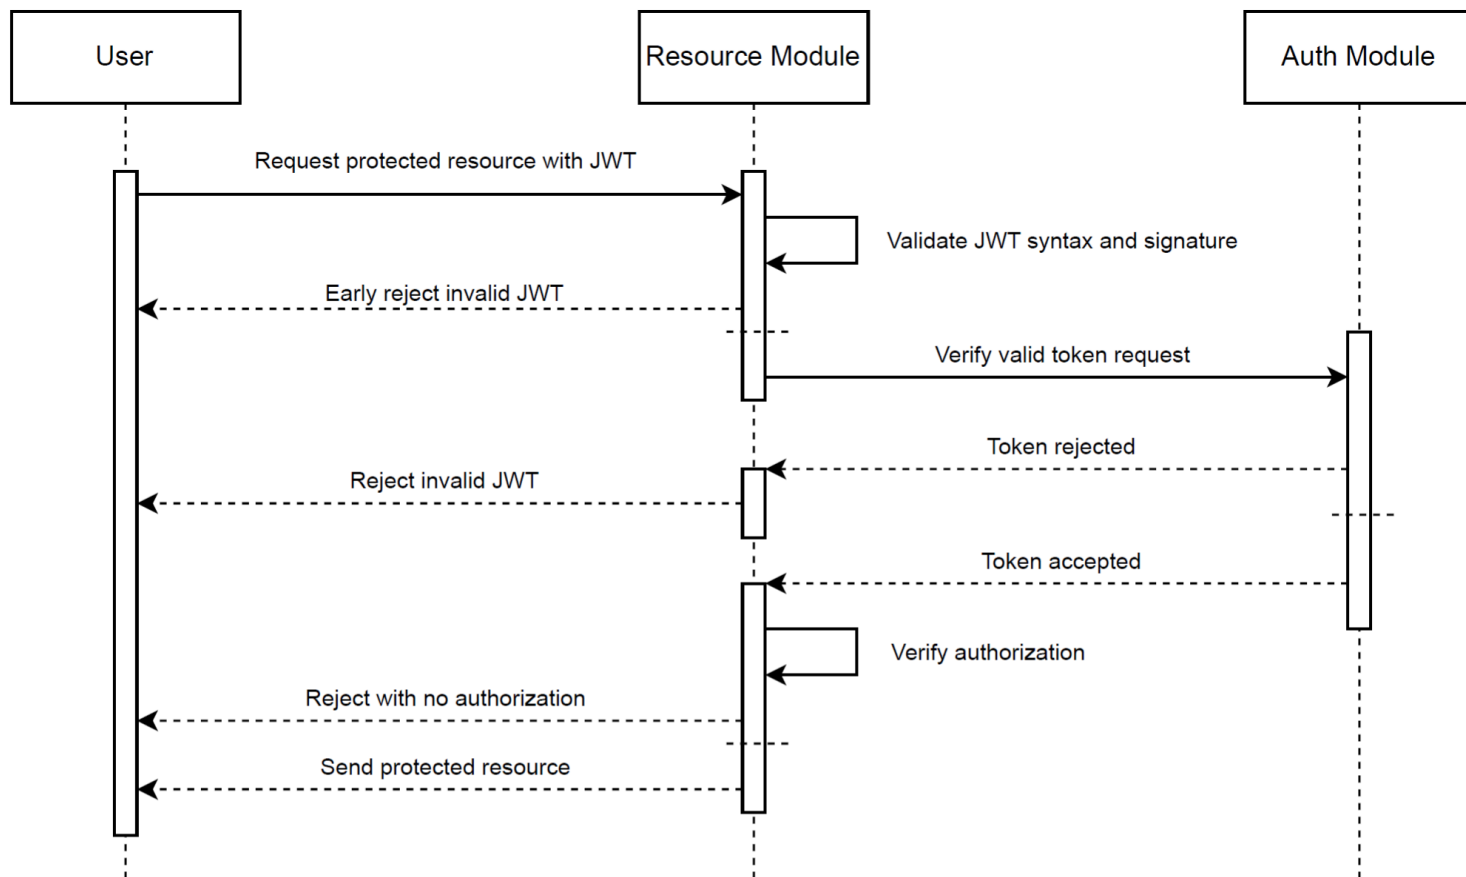 User
Resource Module
Auth Module
Request protected resource with JWT
Validate JWT syntax and signature
Early reject invalid JWT
Verify valid token request
Token rejected
Reject invalid JWT
Token accepted
Verify authorization
Reject with no authorization
Send protected resource